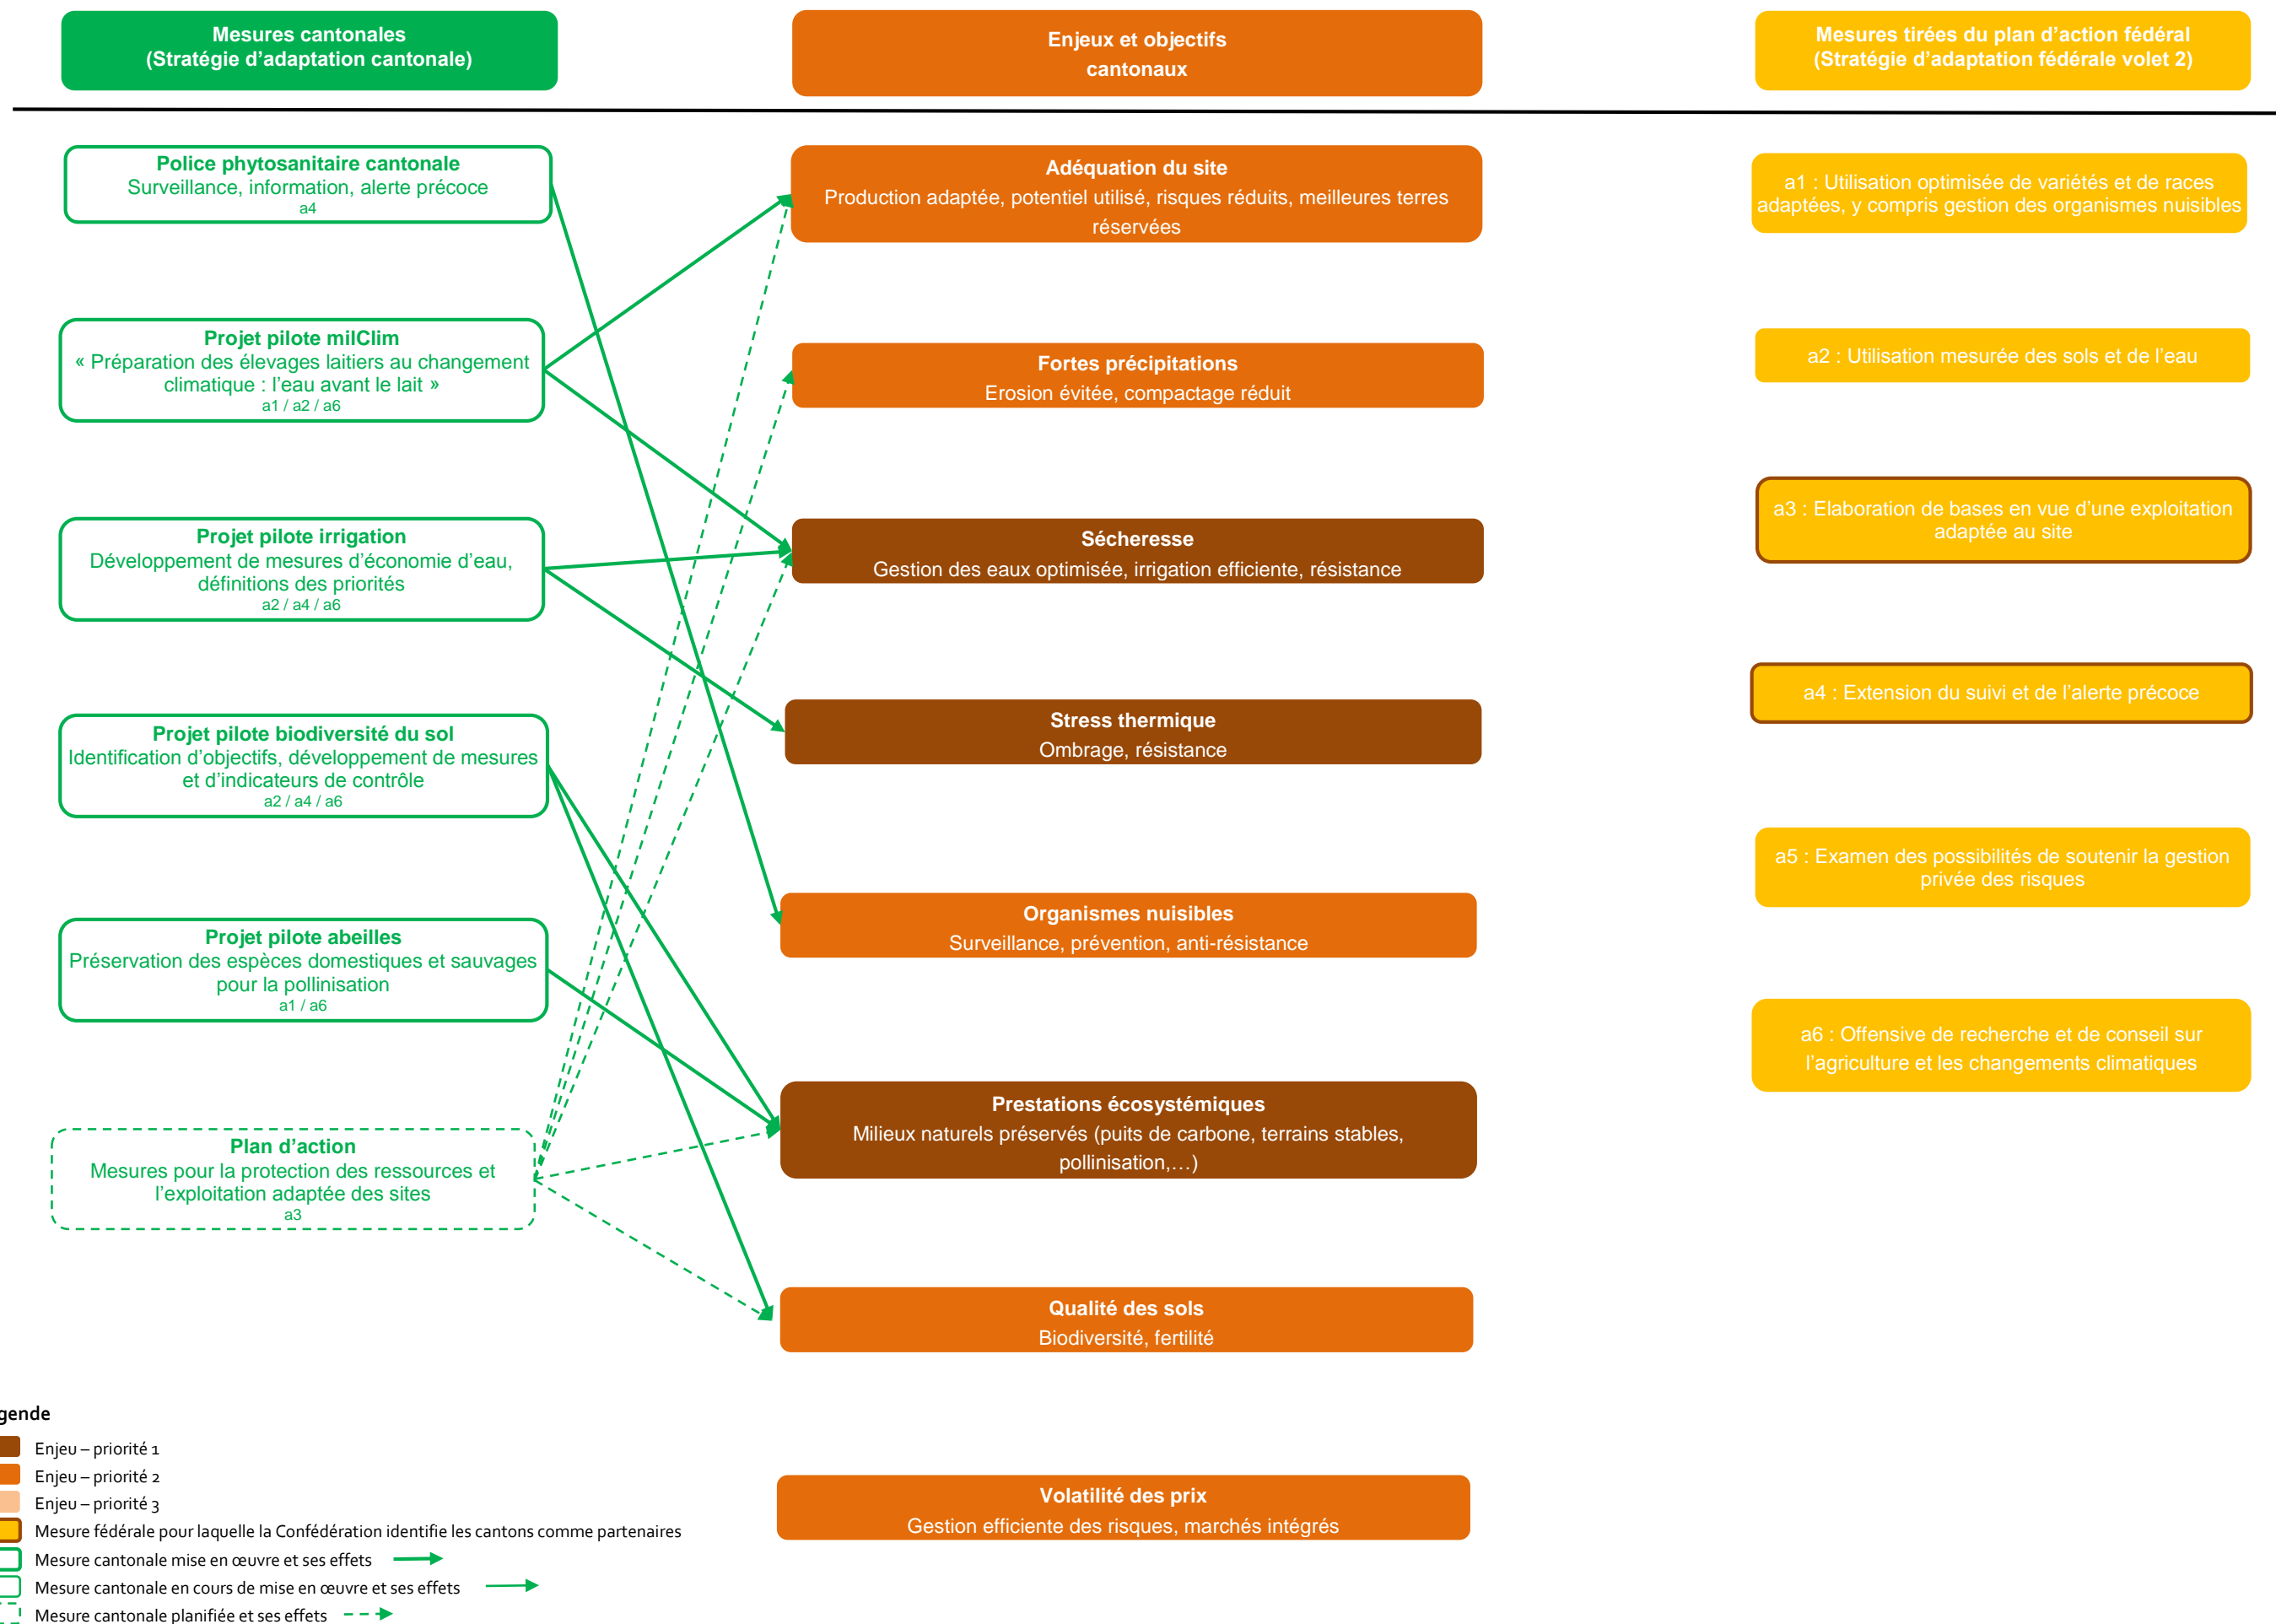 Mesures cantonales
(Stratégie d'adaptation cantonale)
Enjeux et objectifs
cantonaux
Mesures tirées du plan d'action fédéral
(Stratégie d'adaptation fédérale volet 2)
Police phytosanitaire cantonale
Surveillance, information, alerte précoce
a4
Projet pilote milClim
« Préparation des élevages laitiers au changement
climatique : l'eau avant le lait »
a1 / a2 / a6
Projet pilote irrigation
Développement de mesures d'économie d'eau,
définitions des priorités
a2 / a4 / a6
Projet pilote biodiversité du sol
Identification d'objectifs, développement de mesures
et d'indicateurs de contrôle
a2 / a4 / a6
Projet pilote abeilles
Préservation des espèces domestiques et sauvages
pour la pollinisation
a1 / a6
Plan d'action
Mesures pour la protection des ressources et
l'exploitation adaptée des sites
a3
Adéquation du site
Production adaptée, potentiel utilisé, risques réduits, meilleures terres
réservées
Fortes précipitations
Erosion évitée, compactage réduit
Sécheresse
Gestion des eaux optimisée, irrigation efficiente, résistance
Stress thermique
Ombrage, résistance
Organismes nuisibles
Surveillance, prévention, anti-résistance
Prestations écosystémiques
Milieux naturels préservés (puits de carbone, terrains stables,
pollinisation,…)
Qualité des sols
Biodiversité, fertilité
Volatilité des prix
Gestion efficiente des risques, marchés intégrés
a1 : Utilisation optimisée de variétés et de races
adaptées, y compris gestion des organismes nuisibles
a2 : Utilisation mesurée des sols et de l'eau
a3 : Elaboration de bases en vue d'une exploitation
adaptée au site
a4 : Extension du suivi et de l'alerte précoce
a5 : Examen des possibilités de soutenir la gestion
privée des risques
a6 : Offensive de recherche et de conseil sur
l'agriculture et les changements climatiques
gende
Enjeu – priorité 1
Enjeu – priorité 2
Enjeu – priorité 3
Mesure fédérale pour laquelle la Confédération identifie les cantons comme partenaires
Mesure cantonale mise en œuvre et ses effets
Mesure cantonale en cours de mise en œuvre et ses effets
Mesure cantonale planifiée et ses effets